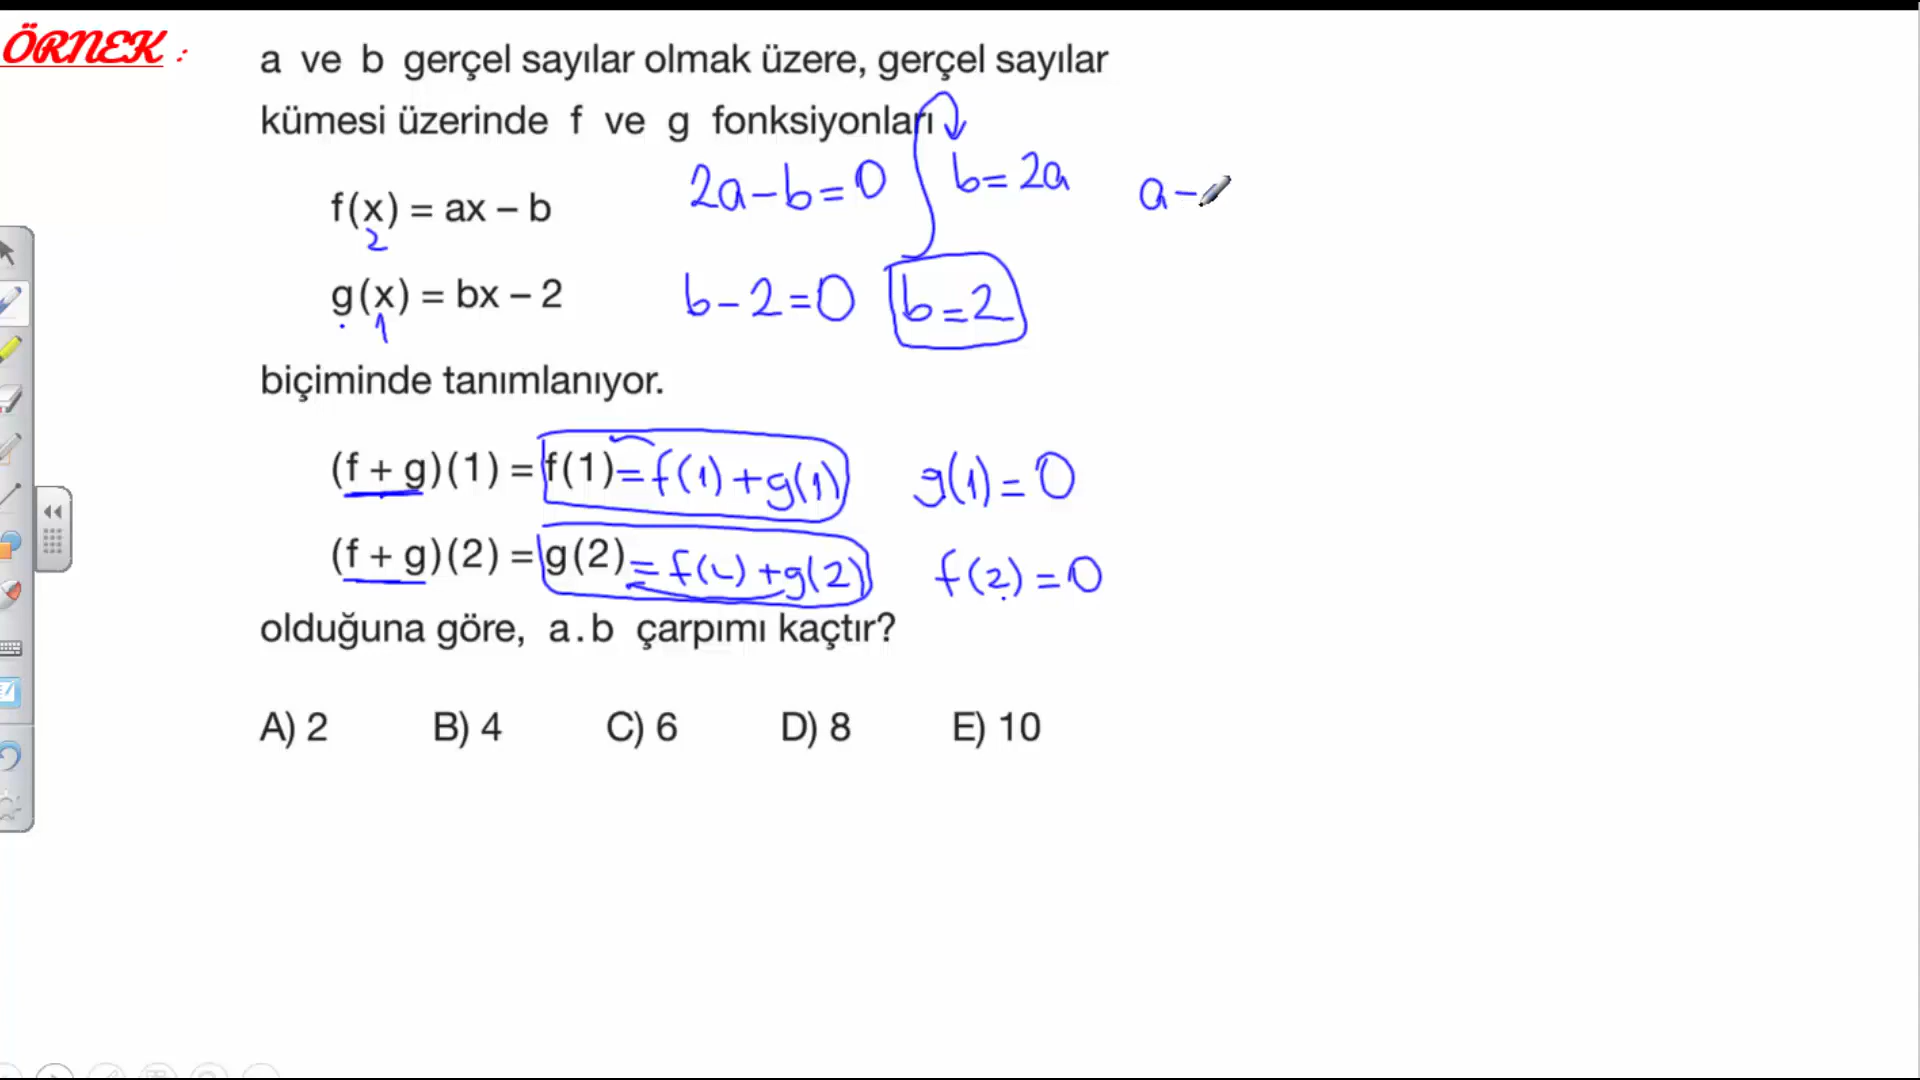 ÖRNEK :
a ve b gerçel sayılar olmak üzere, gerçel sayılar
kümesi üzerinde f ve g fonksiyonları
f(x) = ax – b 2a – b = 0 b = 2a a –
2
g(x) = bx – 2 b – 2 = 0 b = 2
1
biçiminde tanımlanıyor.
(f + g)(1) = f(1) = f(1) + g(1) g(1) = 0
(f + g)(2) = g(2) = f(2) + g(2) f(2) = 0
olduğuna göre, a.b çarpımı kaçtır?
A) 2 B) 4 C) 6 D) 8 E) 10